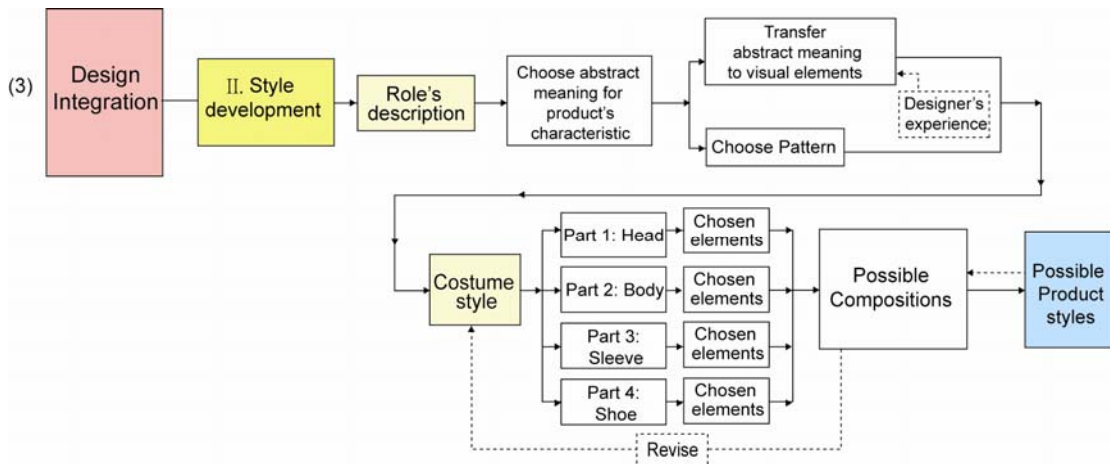 (3)
Design
Integration
II. Style
development
Role's
description
Choose abstract
meaning for
product's
characteristic
Transfer
abstract meaning
to visual elements
Designer's
experience
Choose Pattern
Costume
style
Part 1: Head
Chosen
elements
Part 2: Body
Chosen
elements
Part 3:
Sleeve
Chosen
elements
Part 4:
Shoe
Chosen
elements
Possible
Compositions
Possible
Product
styles
Revise